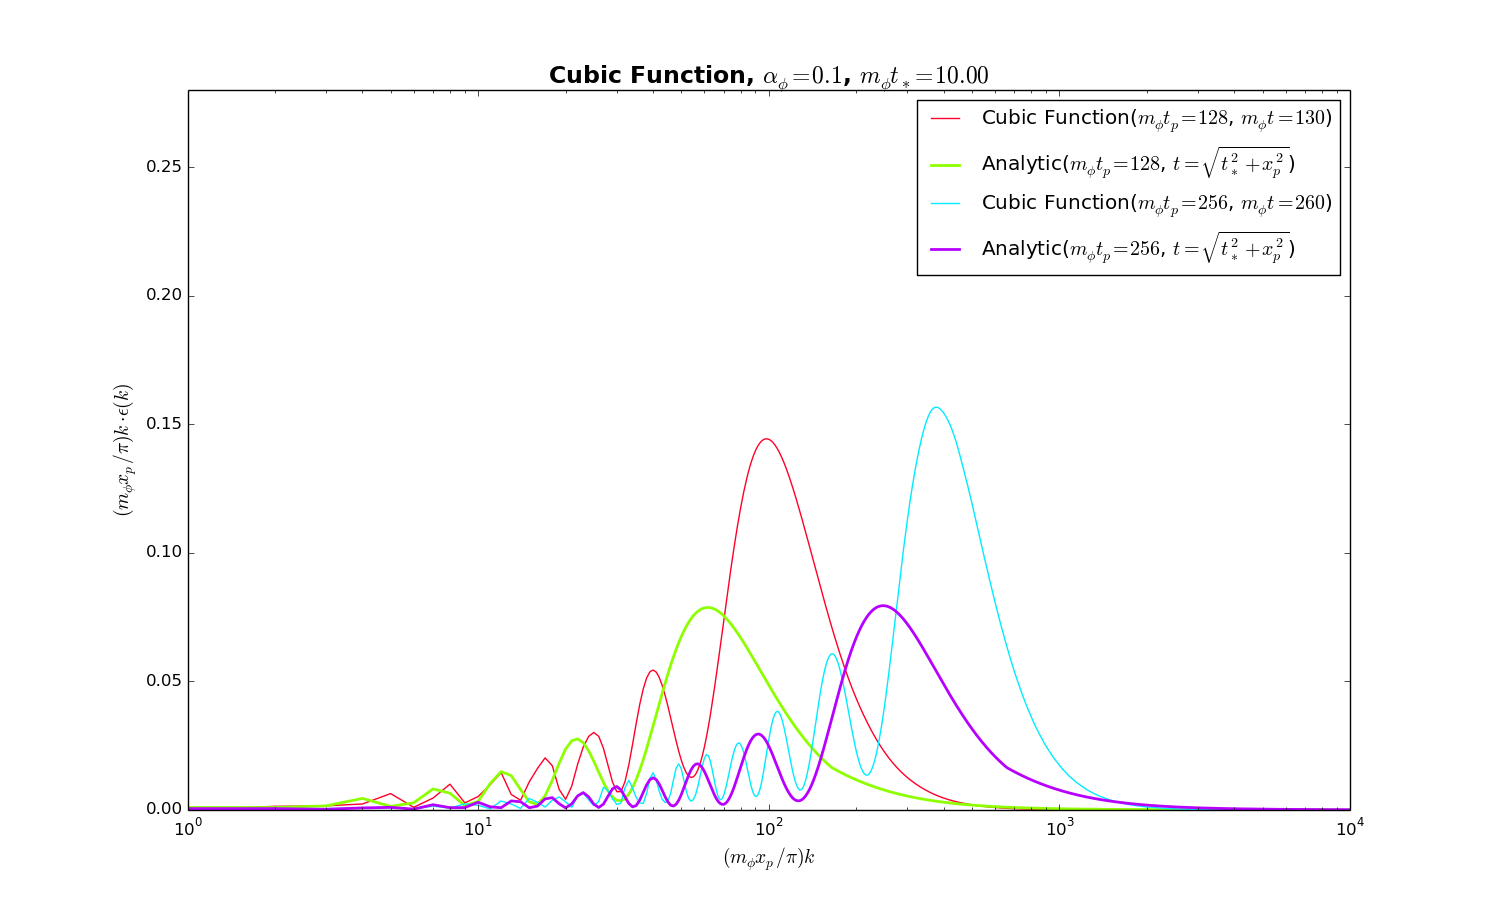 Cubic Function, α_ϕ=0.1, m_ϕt_*=10.00
Cubic Function(m_ϕt_p=128, m_ϕt=130)
Analytic(m_ϕt_p=128, t=√(t_*^2+x_p^2))
Cubic Function(m_ϕt_p=256, m_ϕt=260)
Analytic(m_ϕt_p=256, t=√(t_*^2+x_p^2))
(m_ϕx_p/π)k·ϵ(k)
0.25
0.20
0.15
0.10
0.05
0.00
10^0 10^1 10^2 10^3 10^4
(m_ϕx_p/π)k